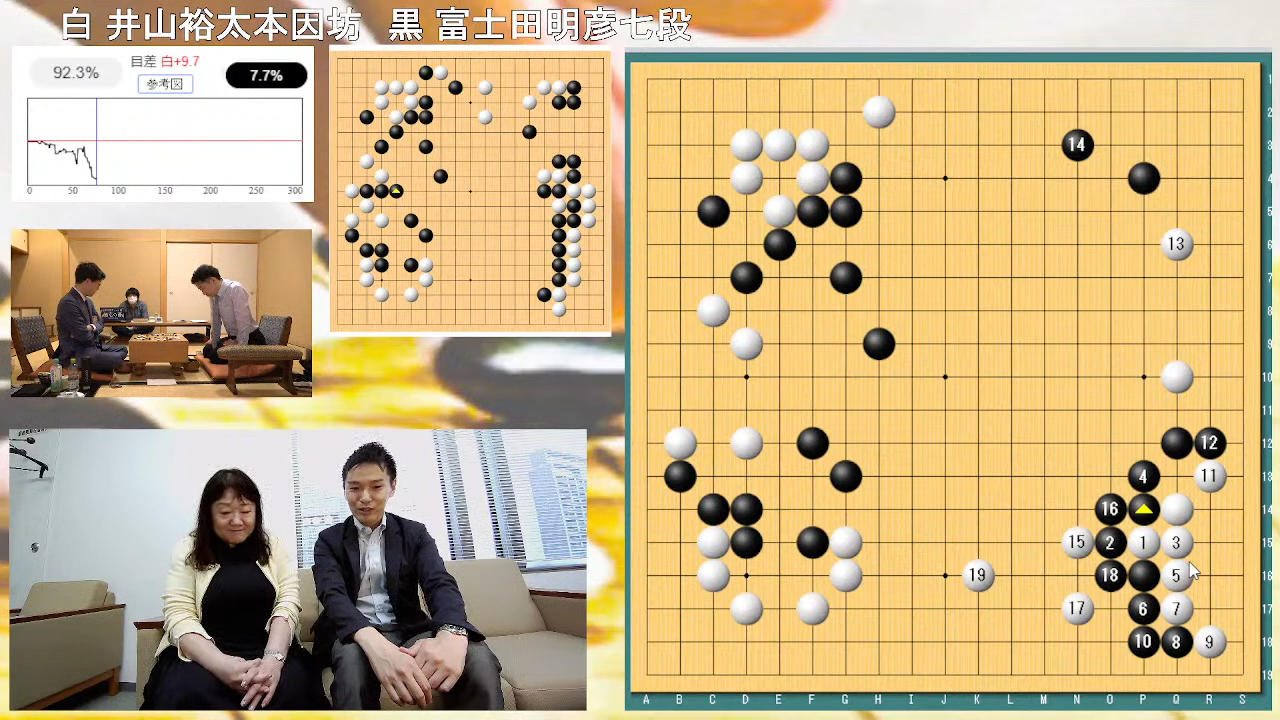 白 井山裕太本因坊 黒 富士田明彦七段
92.3%
目差 白+9.7
参考図
7.7%
0 50 100 150 200 250 300
1
2
14
3
4
5
13 6
7
8
9
10
11
12 12
4 11 13
16 14
15 2 1 3 15
19 18 5 16
17 6 7 17
10 8 9 18
19
A B C D E F G H I J K L M N O P Q R S